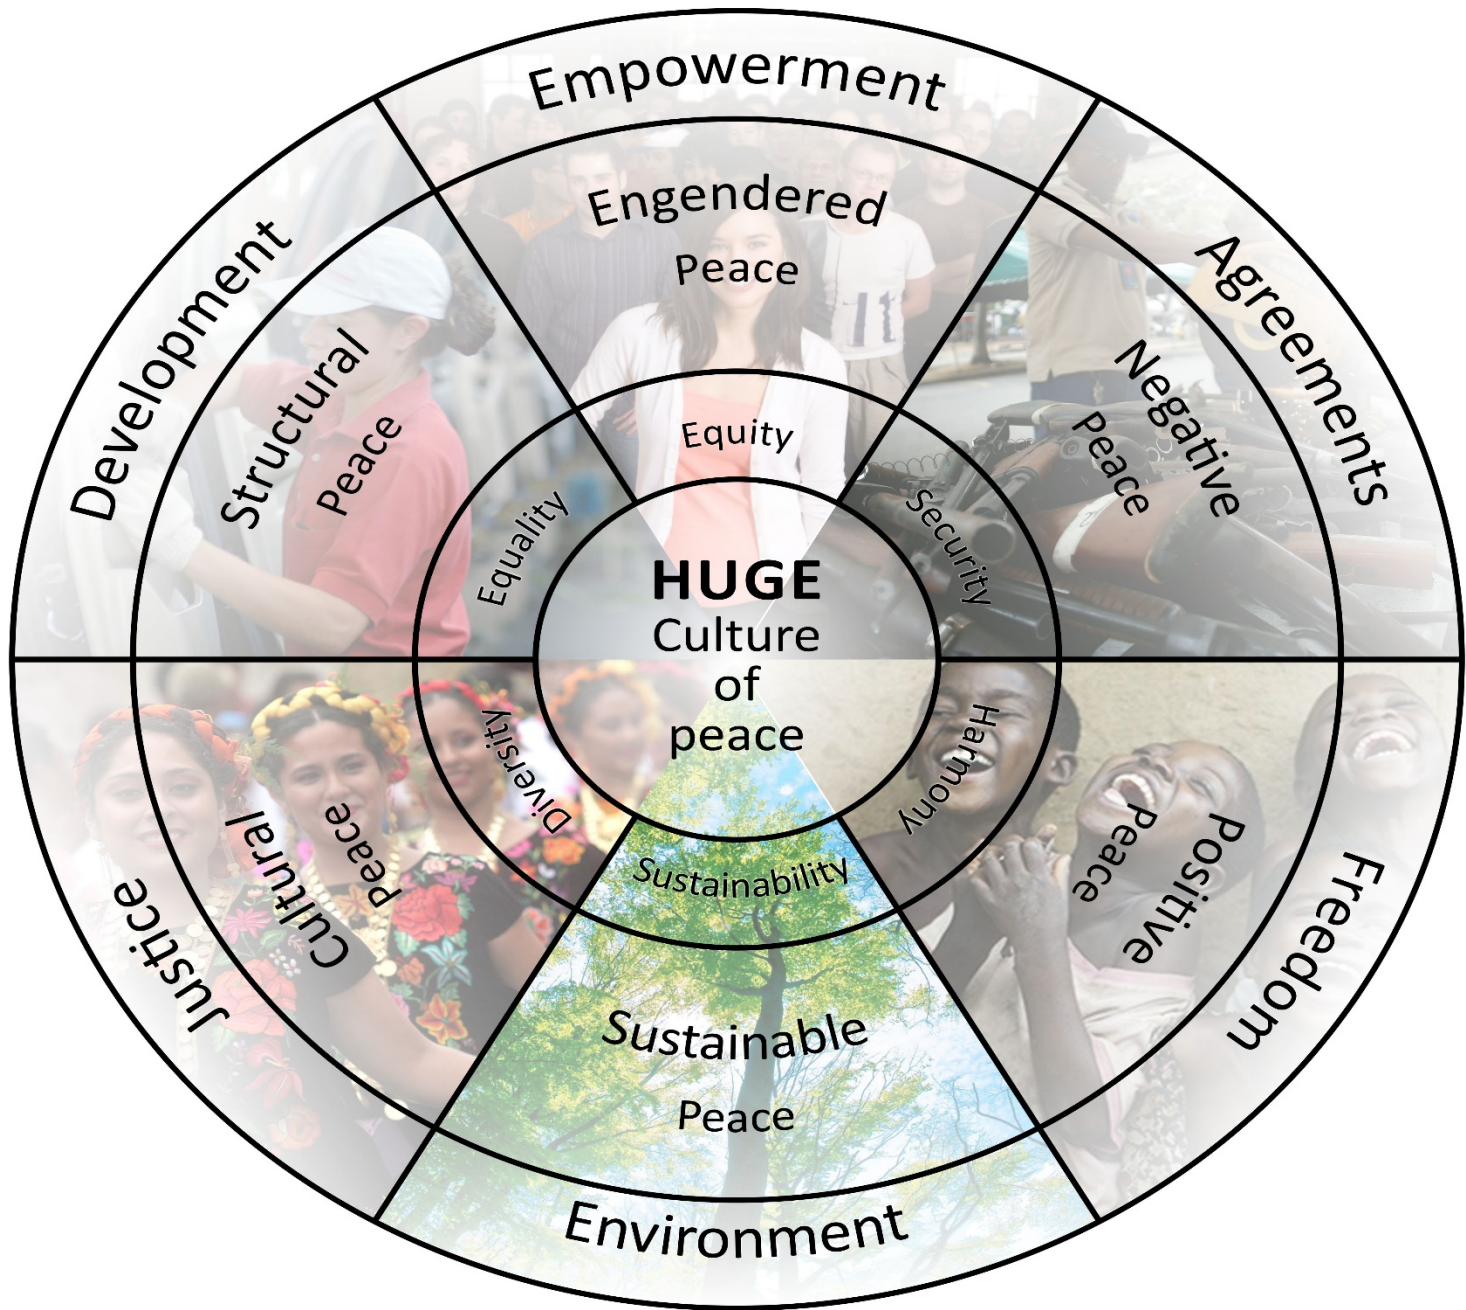 Empowerment
Engendered
Peace
Equity
Agreements
Negative
Peace
Security
Freedom
Positive
Peace
Harmony
Environment
Sustainable
Peace
Sustainability
Justice
Cultural
Peace
Diversity
Development
Structural
Peace
Equality
HUGE
Culture
of
peace